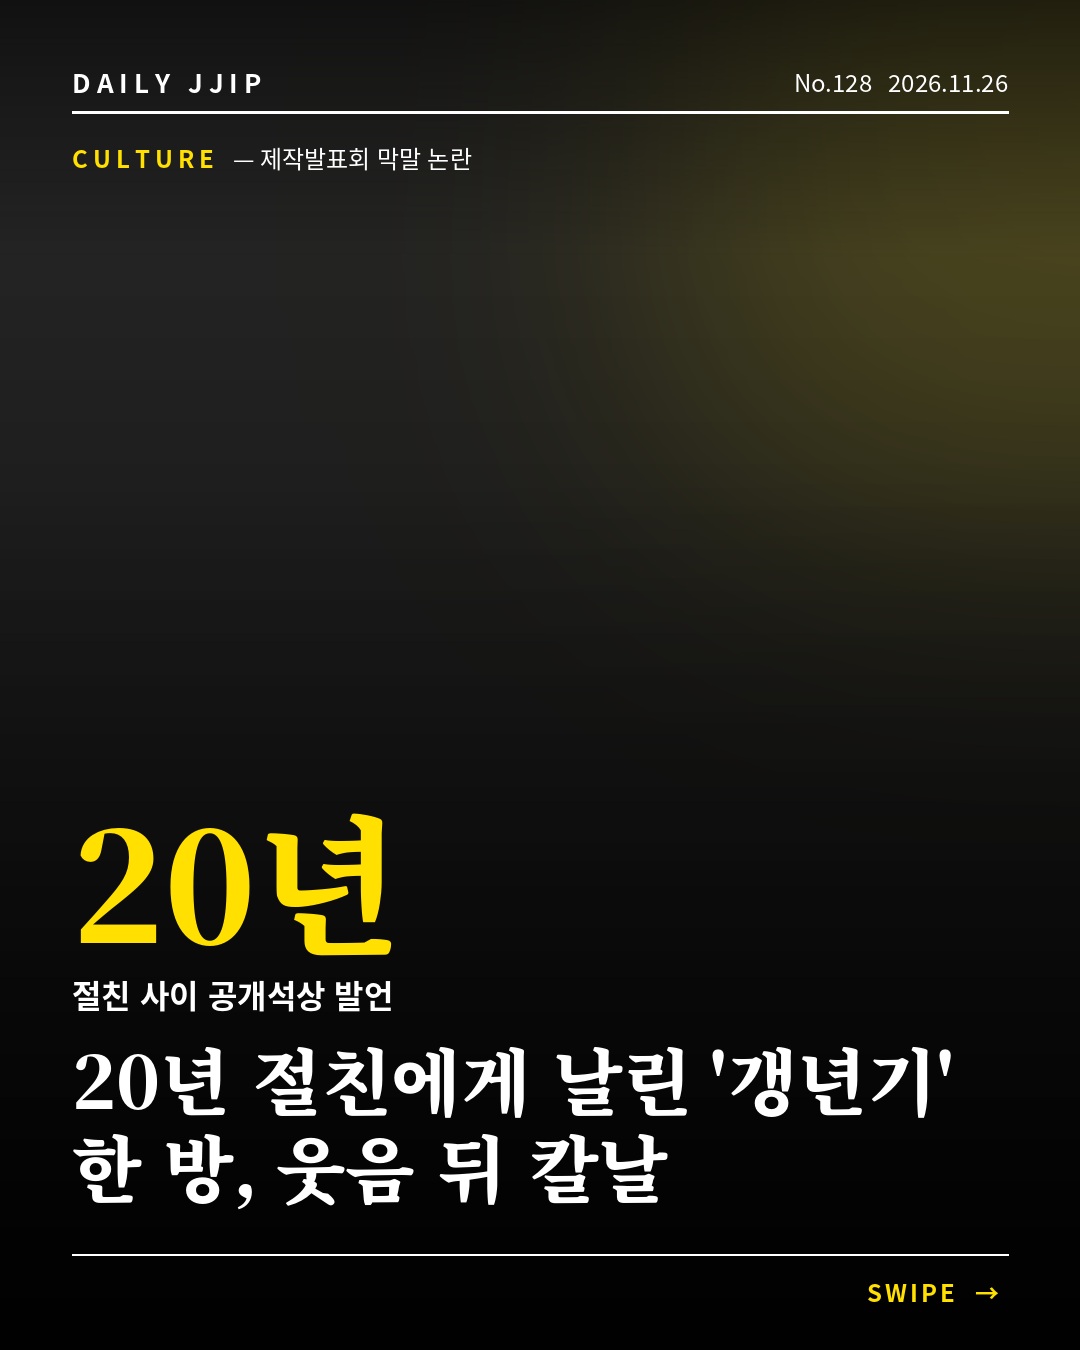 DAILY JJIP
No.128 2026.11.26
CULTURE — 제작발표회 막말 논란
20년
절친 사이 공개석상 발언
20년 절친에게 날린 '갱년기'
한 방, 웃음 뒤 칼날
SWIPE →